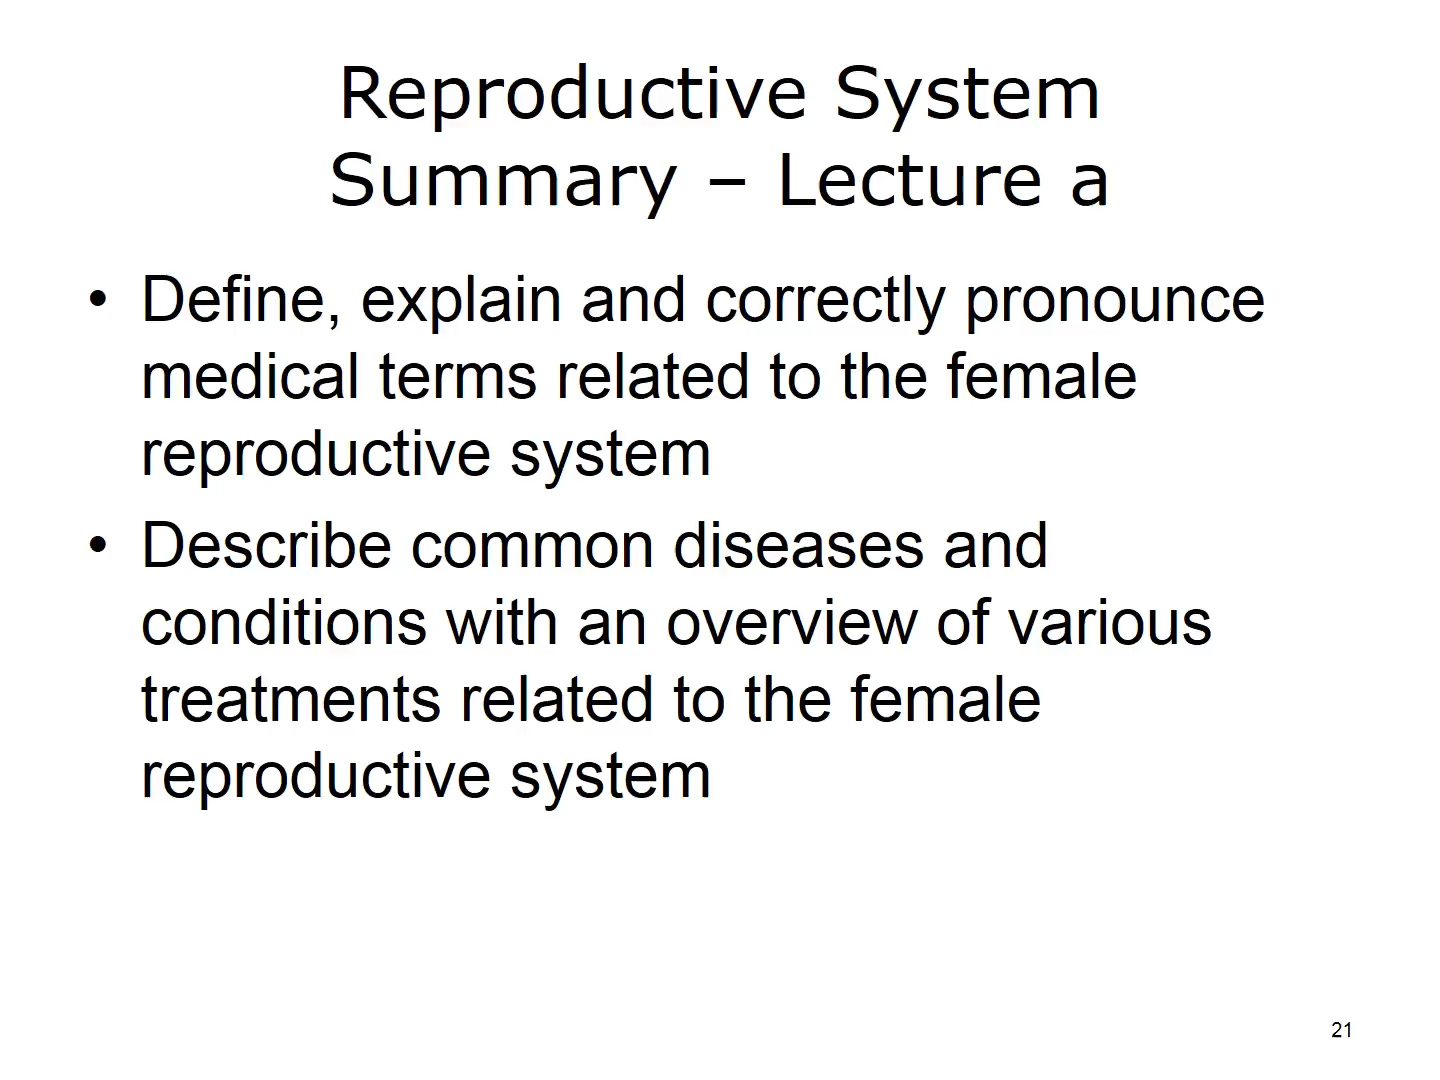 Reproductive System
Summary – Lecture a
• Define, explain and correctly pronounce
medical terms related to the female
reproductive system
• Describe common diseases and
conditions with an overview of various
treatments related to the female
reproductive system
21